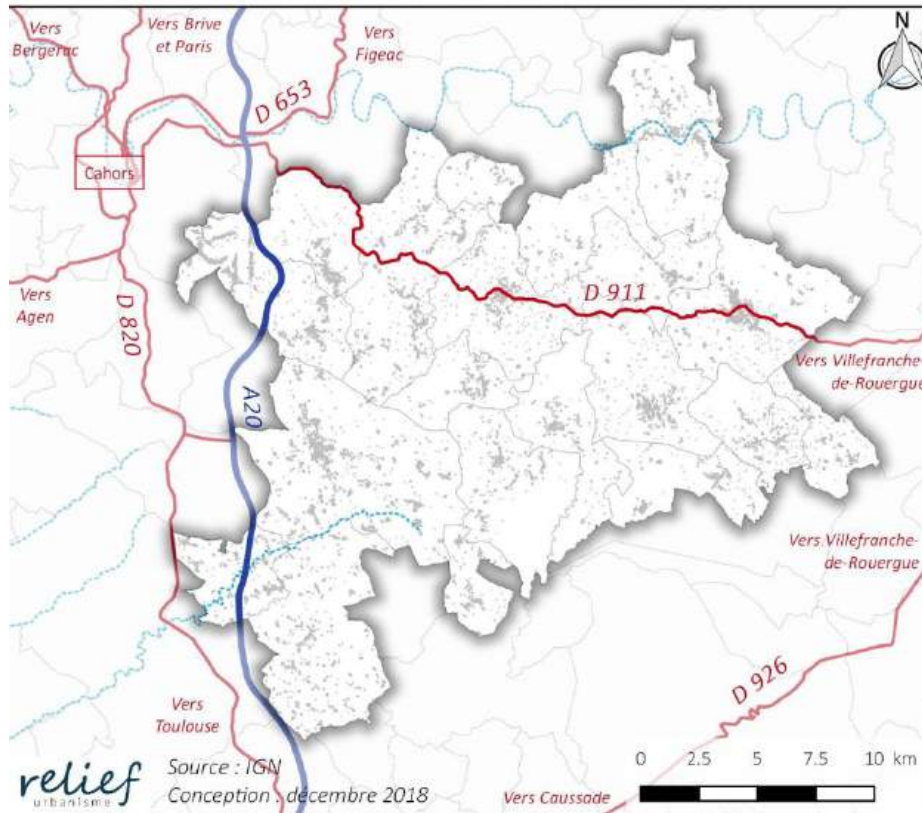 Vers
Bergerac
Vers Brive
et Paris
Vers
Figeac
N
D 653
Cahors
Vers
Agen
D 820
A20
D 911
Vers Villefranche-
de-Rouergue
Vers Villefranche-
de-Rouergue
D 926
Vers
Toulouse
Vers Caussade
0 2.5 5 7.5 10 km
relief
urbanisme
Source : IGN
Conception : décembre 2018